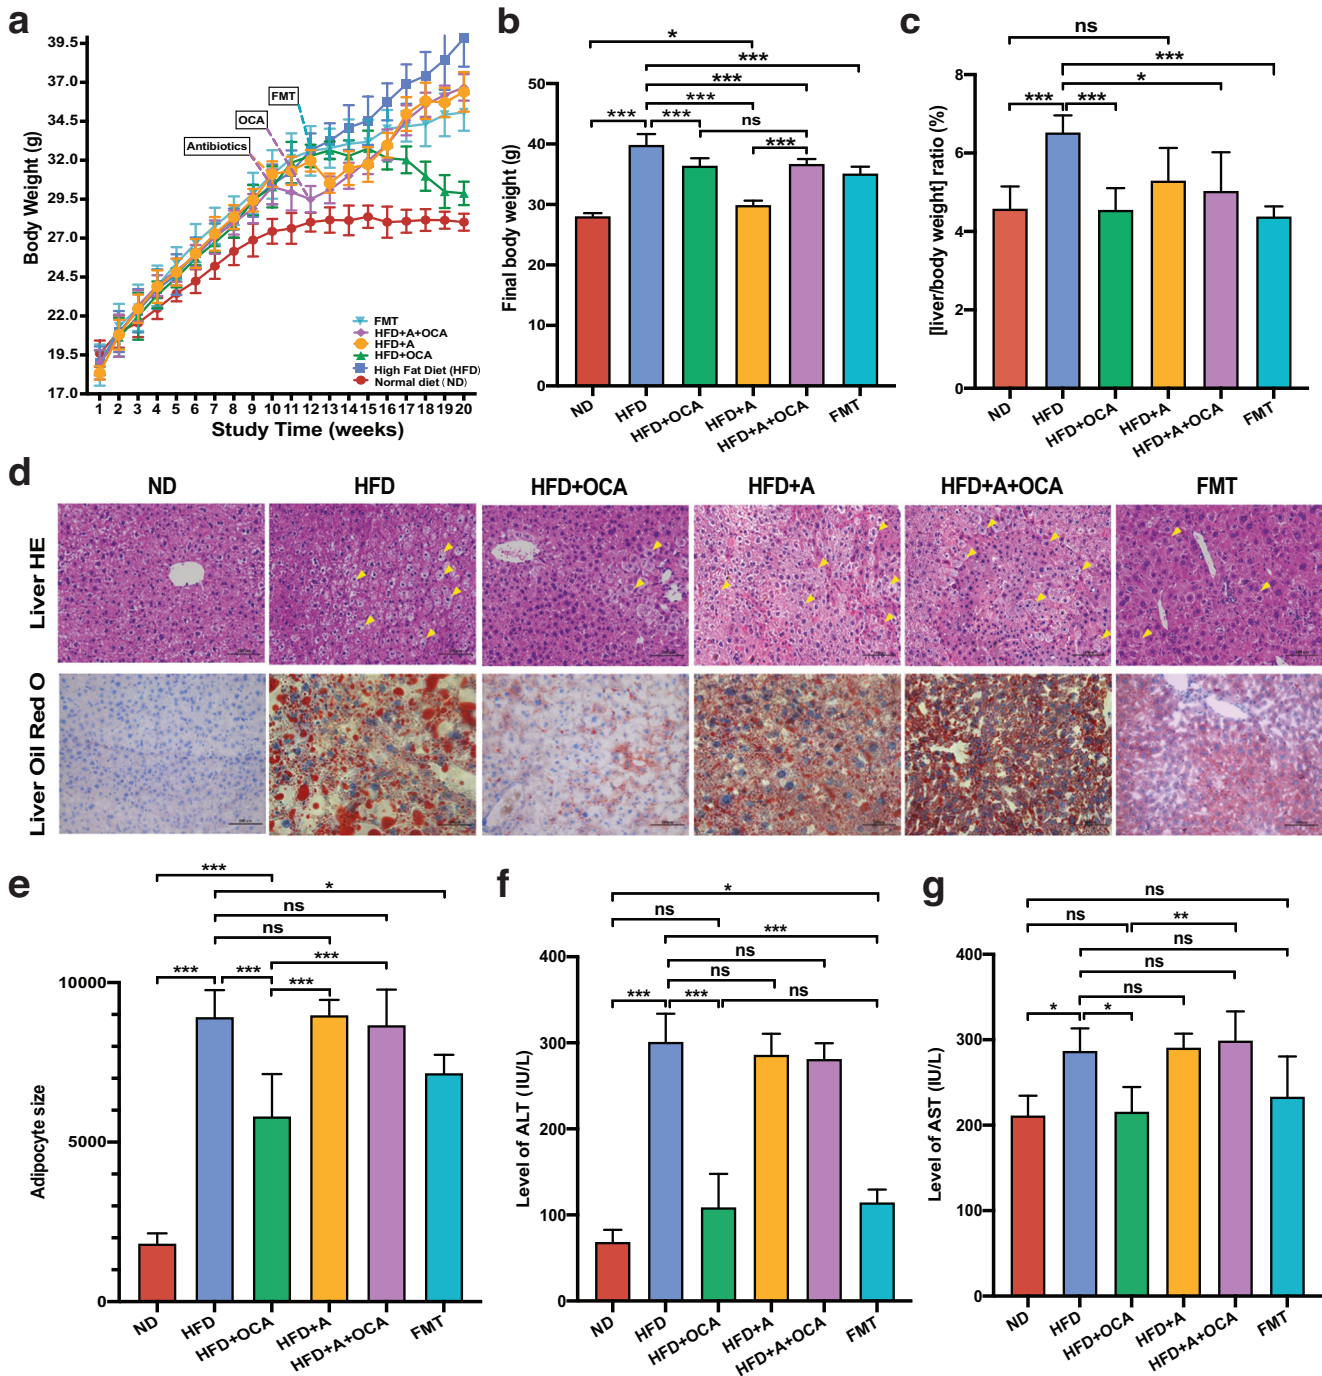 a
39.5
37.0
34.5
32.0
29.5
27.0
24.5
22.0
19.5
17.0
Body Weight (g)
FMT
OCA
Antibiotics
FMT
HFD+A+OCA
HFD+A
HFD+OCA
High Fat Diet (HFD)
Normal diet (ND)
1 2 3 4 5 6 7 8 9 10 11 12 13 14 15 16 17 18 19 20
Study Time (weeks)
b
*
***
***
***
ns
*** ***
***
50
40
30
20
10
0
Final body weight (g)
ND HFD HFD+OCA HFD+A HFD+A+OCA FMT
c
ns
***
*
*** ***
8
6
4
2
0
[liver/body weight] ratio (%)
ND HFD HFD+OCA HFD+A HFD+A+OCA FMT
d
ND HFD HFD+OCA HFD+A HFD+A+OCA FMT
Liver HE
Liver Oil Red O
e
***
*
ns
ns
***
*** *** ***
10000
5000
0
Adipocyte size
ND HFD HFD+OCA HFD+A HFD+A+OCA FMT
f
*
ns
***
ns
ns
*** *** ns
400
300
200
100
0
Level of ALT (IU/L)
ND HFD HFD+OCA HFD+A HFD+A+OCA FMT
g
ns
ns **
ns
ns
ns
* *
400
300
200
100
0
Level of AST (IU/L)
ND HFD HFD+OCA HFD+A HFD+A+OCA FMT